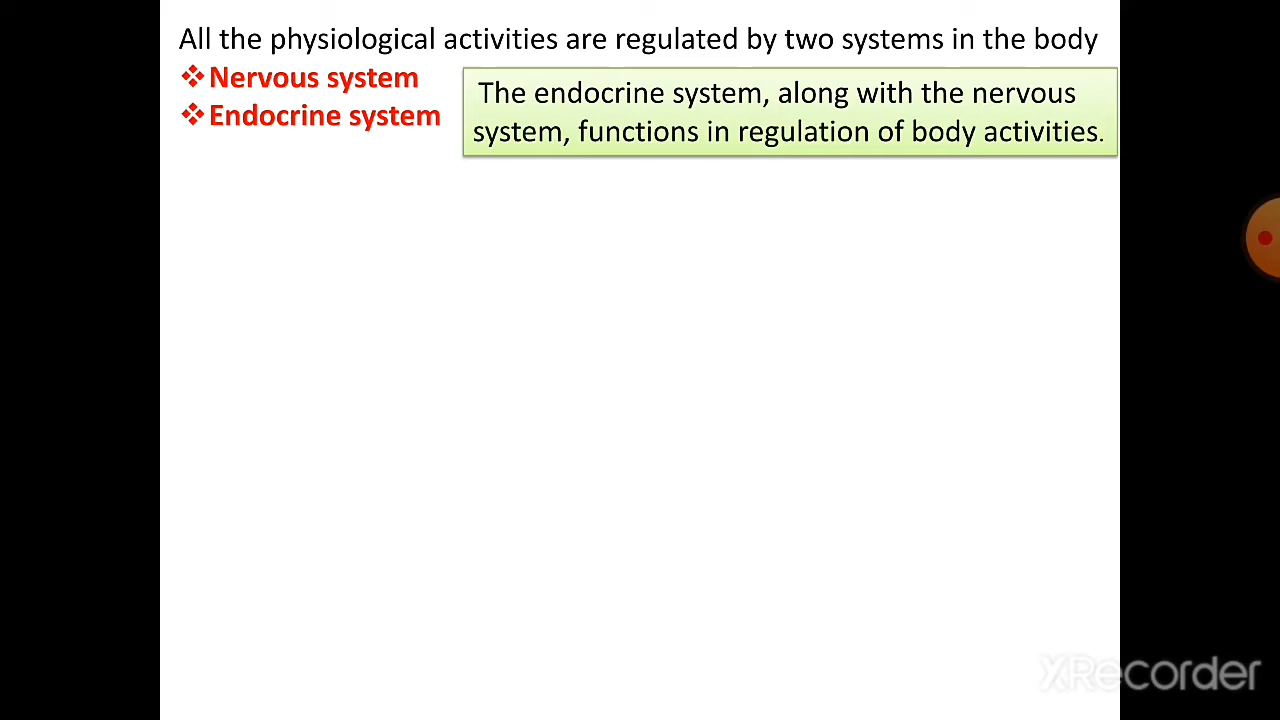 All the physiological activities are regulated by two systems in the body
❖Nervous system
❖Endocrine system
The endocrine system, along with the nervous
system, functions in regulation of body activities.
XRecorder